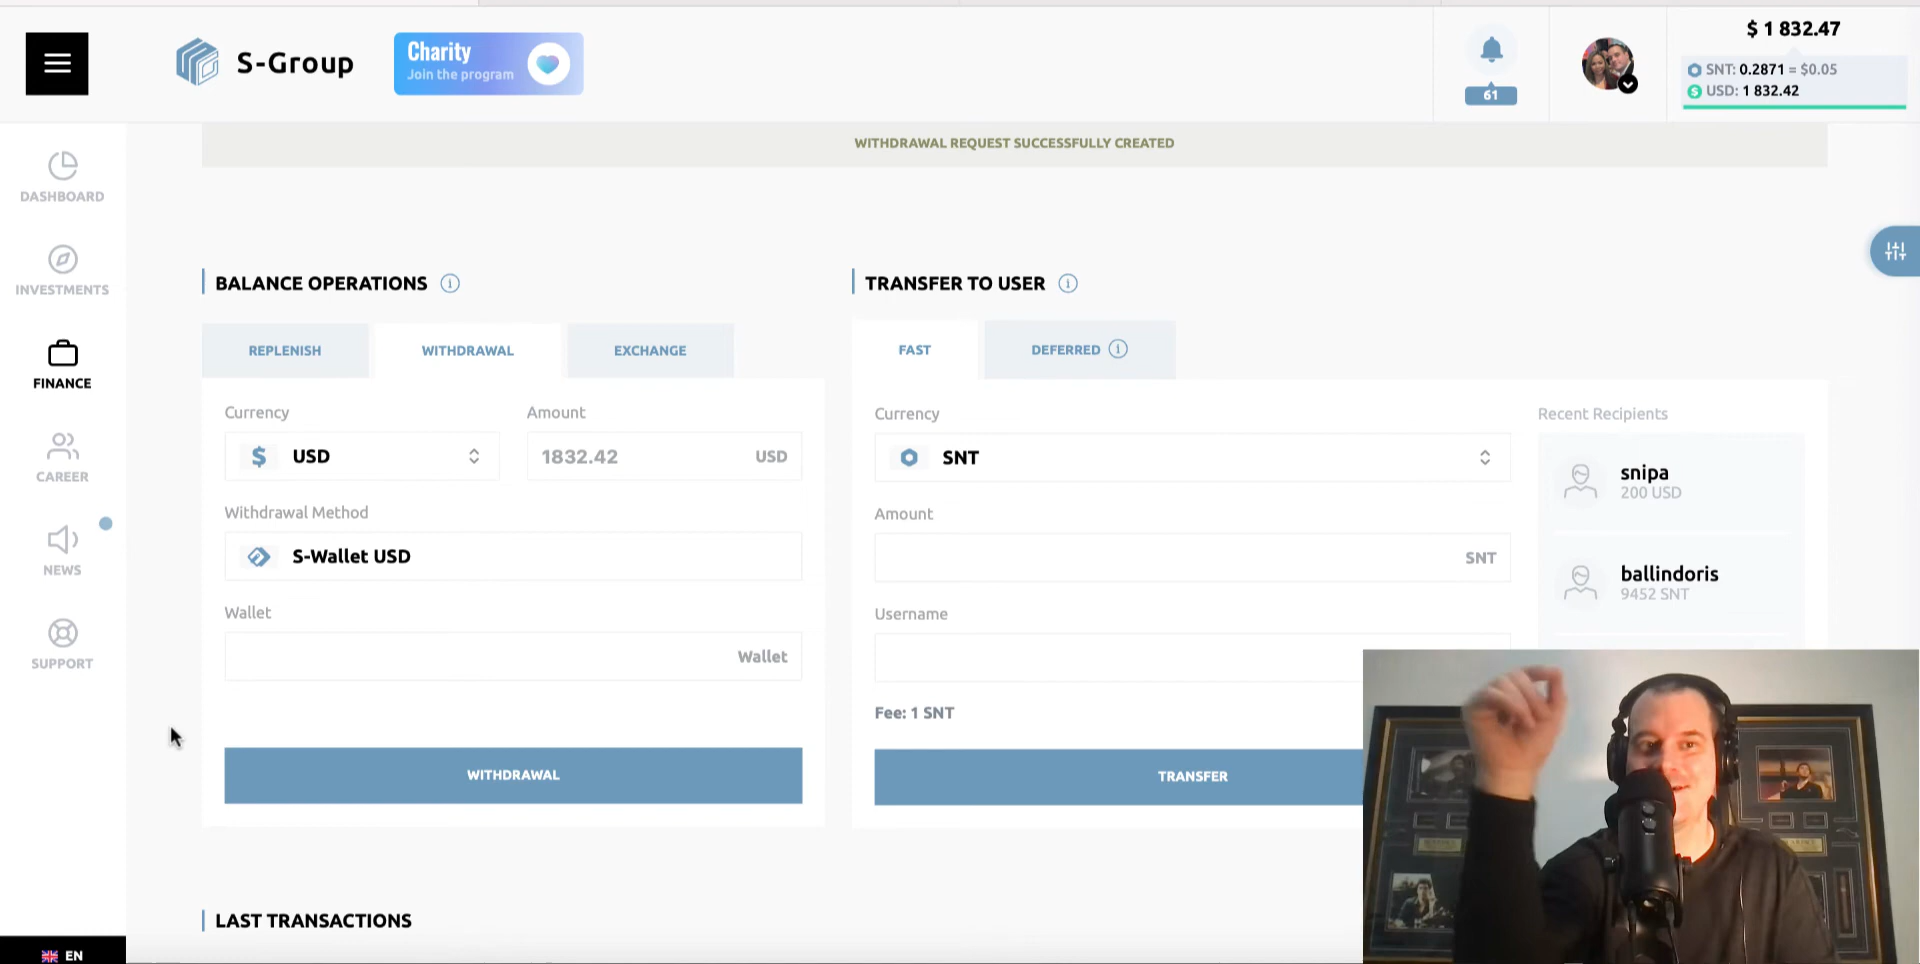 S-Group
Charity
Join the program
61
$ 1 832.47
SNT: 0.2871 = $0.05
USD: 1 832.42
WITHDRAWAL REQUEST SUCCESSFULLY CREATED
DASHBOARD
INVESTMENTS
FINANCE
CAREER
NEWS
SUPPORT
EN
BALANCE OPERATIONS
REPLENISH
WITHDRAWAL
EXCHANGE
Currency
Amount
$ USD
1832.42 USD
Withdrawal Method
S-Wallet USD
Wallet
Wallet
WITHDRAWAL
TRANSFER TO USER
FAST
DEFERRED
Currency
SNT
Amount
SNT
Username
Fee: 1 SNT
TRANSFER
Recent Recipients
snipa
200 USD
ballindoris
9452 SNT
LAST TRANSACTIONS